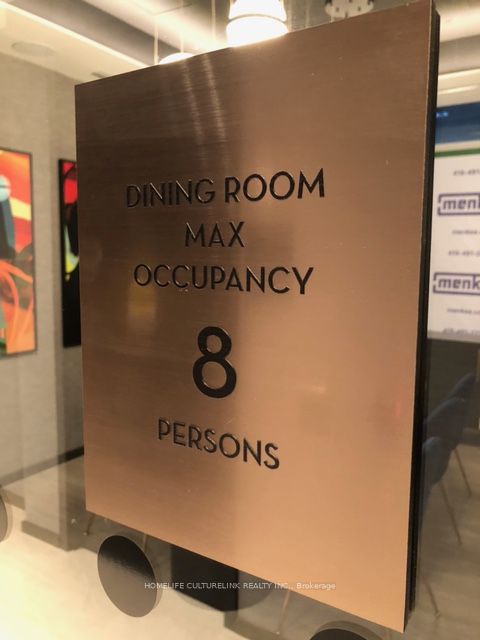 DINING ROOM
MAX
OCCUPANCY
8
PERSONS
menk
menk
HOMELIFE CULTURELINK REALTY INC., Brokerage